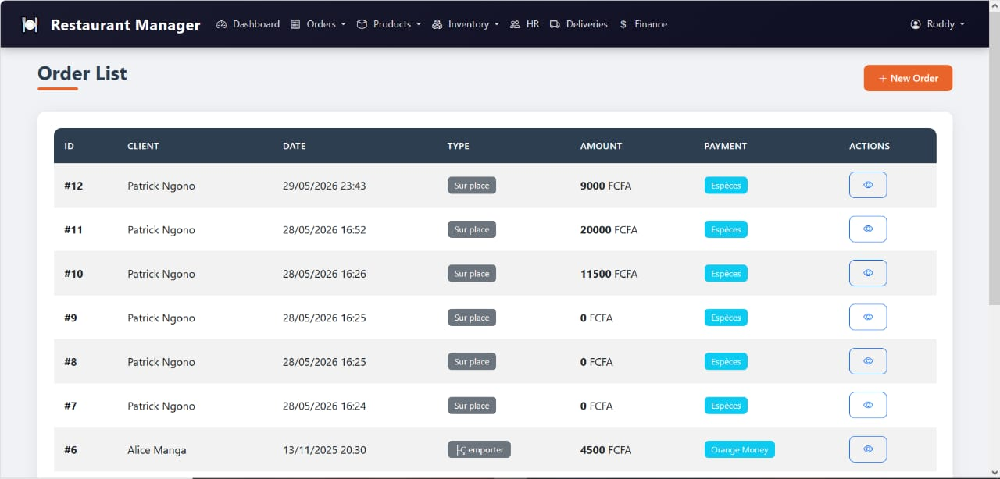 Restaurant Manager Dashboard Orders Products Inventory HR Deliveries $ Finance Roddy
Order List
+ New Order
ID CLIENT DATE TYPE AMOUNT PAYMENT ACTIONS
#12 Patrick Ngono 29/05/2026 23:43 Sur place 9000 FCFA Espèces
#11 Patrick Ngono 28/05/2026 16:52 Sur place 20000 FCFA Espèces
#10 Patrick Ngono 28/05/2026 16:26 Sur place 11500 FCFA Espèces
#9 Patrick Ngono 28/05/2026 16:25 Sur place 0 FCFA Espèces
#8 Patrick Ngono 28/05/2026 16:25 Sur place 0 FCFA Espèces
#7 Patrick Ngono 28/05/2026 16:24 Sur place 0 FCFA Espèces
#6 Alice Manga 13/11/2025 20:30 ├Ç emporter 4500 FCFA Orange Money